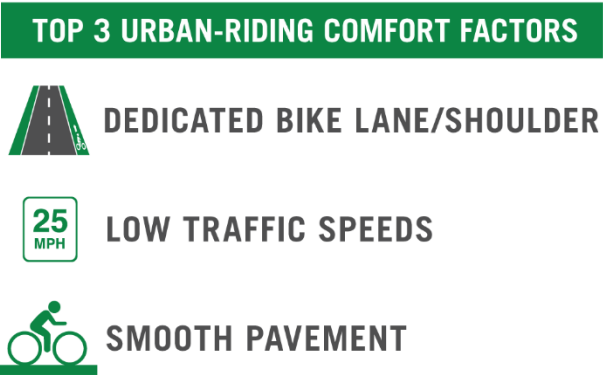 TOP 3 URBAN-RIDING COMFORT FACTORS
DEDICATED BIKE LANE/SHOULDER
25
MPH
LOW TRAFFIC SPEEDS
SMOOTH PAVEMENT